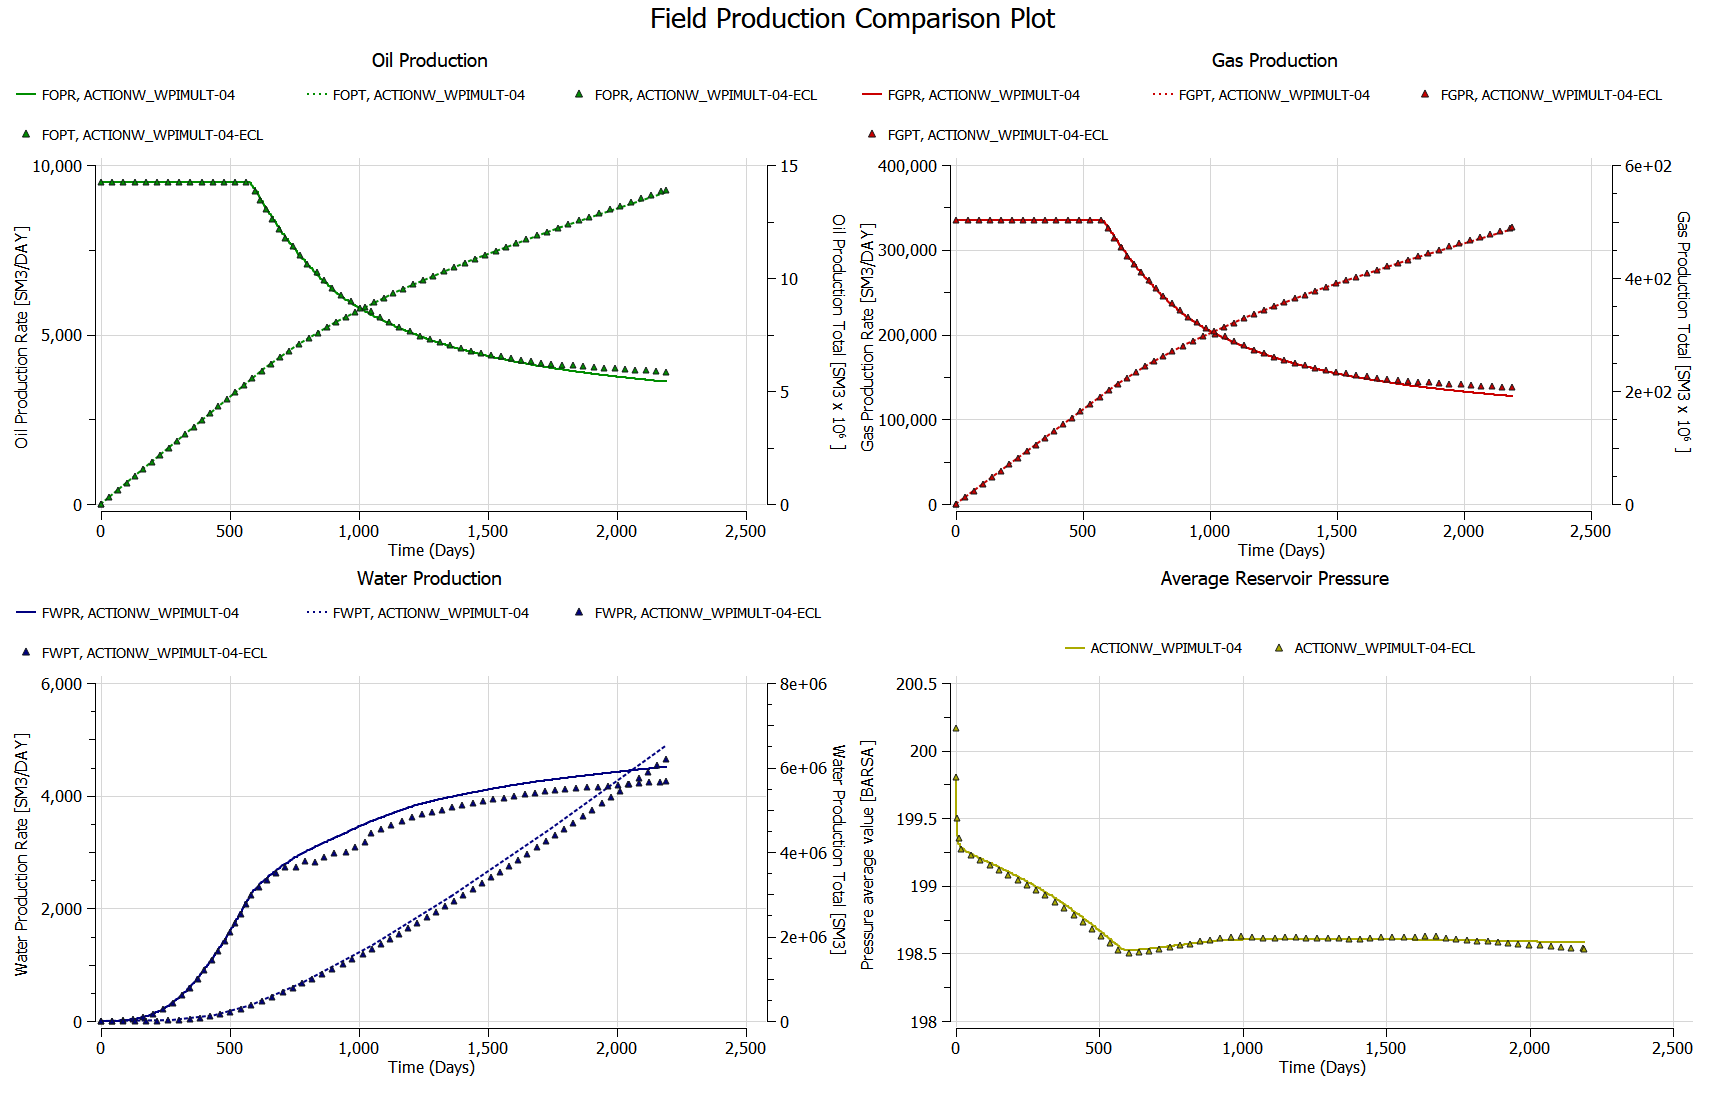 Field Production Comparison Plot
Oil Production
FOPR, ACTIONW_WPIMULT-04
FOPT, ACTIONW_WPIMULT-04
FOPR, ACTIONW_WPIMULT-04-ECL
FOPT, ACTIONW_WPIMULT-04-ECL
10,000
5,000
0
Oil Production Rate [SM3/DAY]
15
10
5
0
Oil Production Total [SM3 x 10⁶ ]
0
500
1,000
1,500
2,000
2,500
Time (Days)
Gas Production
FGPR, ACTIONW_WPIMULT-04
FGPT, ACTIONW_WPIMULT-04
FGPR, ACTIONW_WPIMULT-04-ECL
FGPT, ACTIONW_WPIMULT-04-ECL
400,000
300,000
200,000
100,000
0
Gas Production Rate [SM3/DAY]
6e+02
4e+02
2e+02
0
Gas Production Total [SM3 x 10⁶ ]
0
500
1,000
1,500
2,000
2,500
Time (Days)
Water Production
FWPR, ACTIONW_WPIMULT-04
FWPT, ACTIONW_WPIMULT-04
FWPR, ACTIONW_WPIMULT-04-ECL
FWPT, ACTIONW_WPIMULT-04-ECL
6,000
4,000
2,000
0
Water Production Rate [SM3/DAY]
8e+06
6e+06
4e+06
2e+06
0
Water Production Total [SM3]
0
500
1,000
1,500
2,000
2,500
Time (Days)
Average Reservoir Pressure
ACTIONW_WPIMULT-04
ACTIONW_WPIMULT-04-ECL
200.5
200
199.5
199
198.5
198
Pressure average value [BARSA]
0
500
1,000
1,500
2,000
2,500
Time (Days)